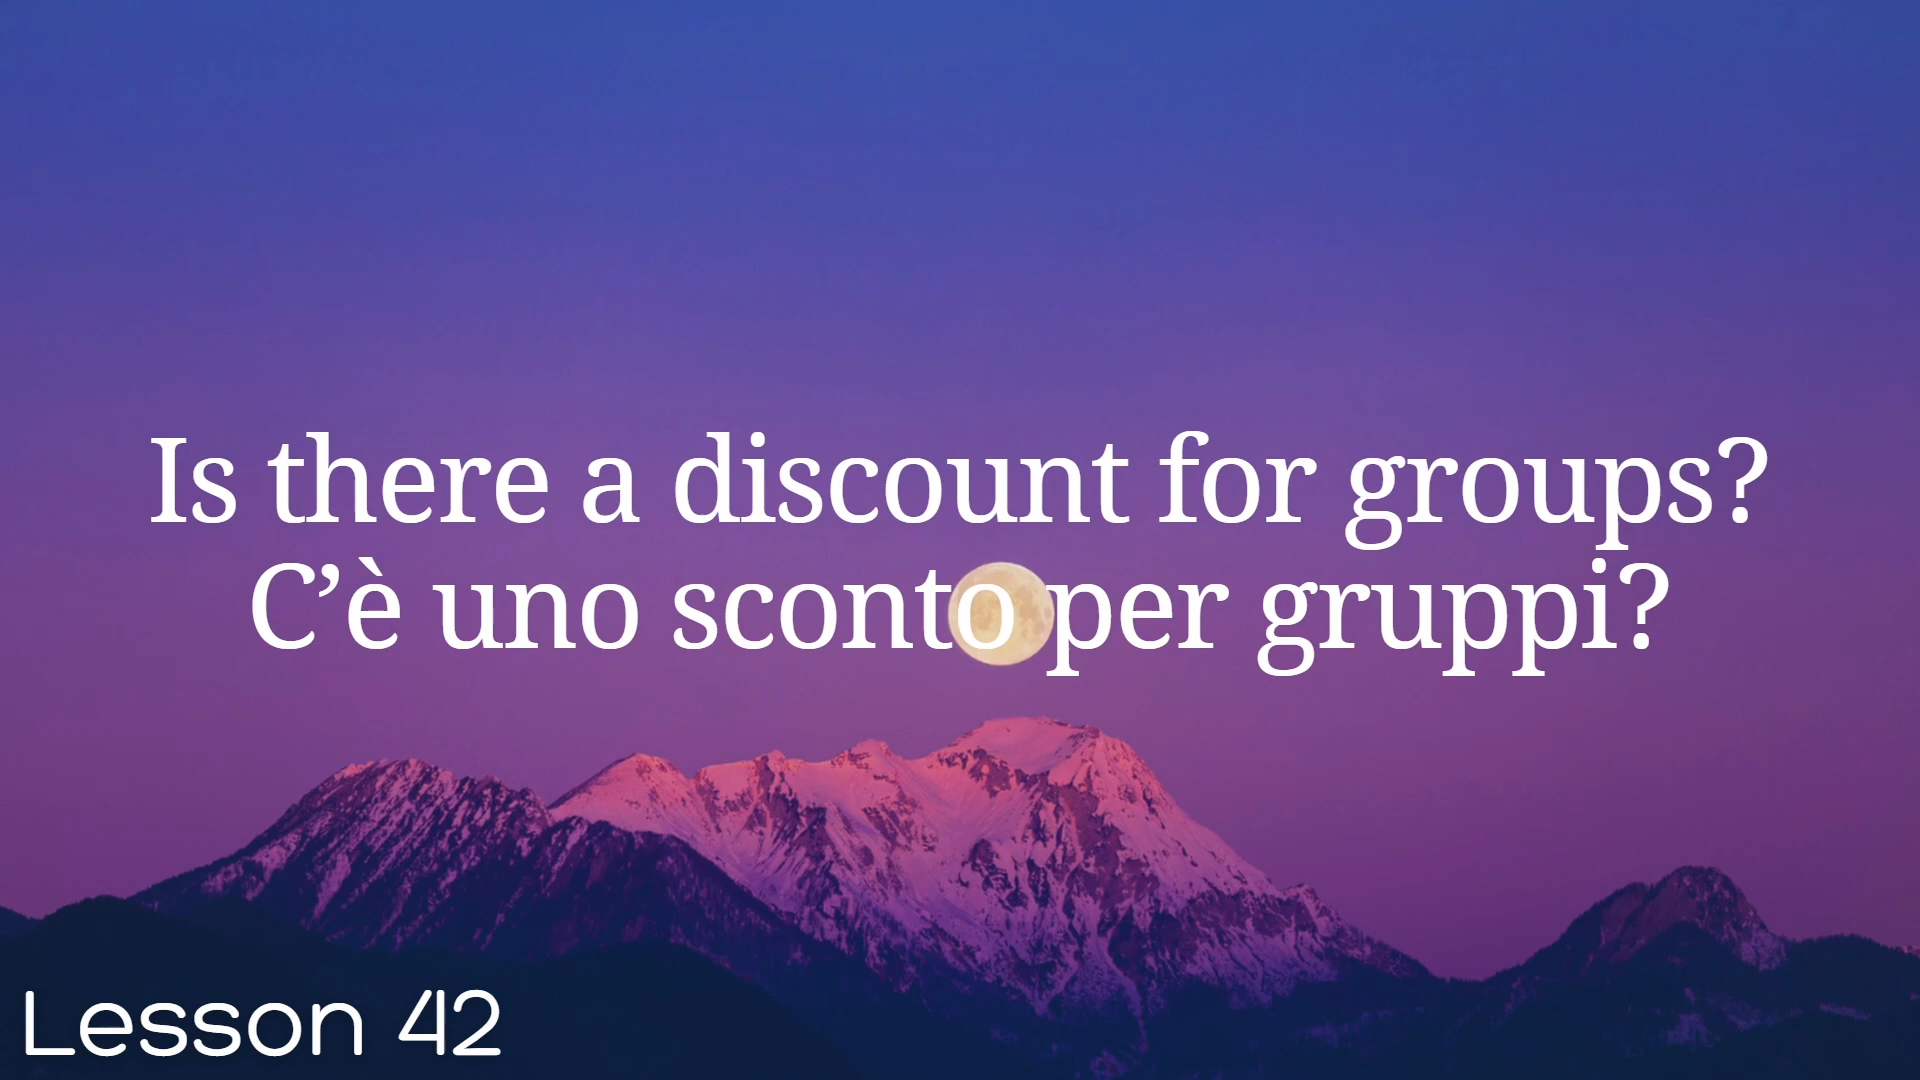 Is there a discount for groups?
C’è uno sconto per gruppi?
Lesson 42